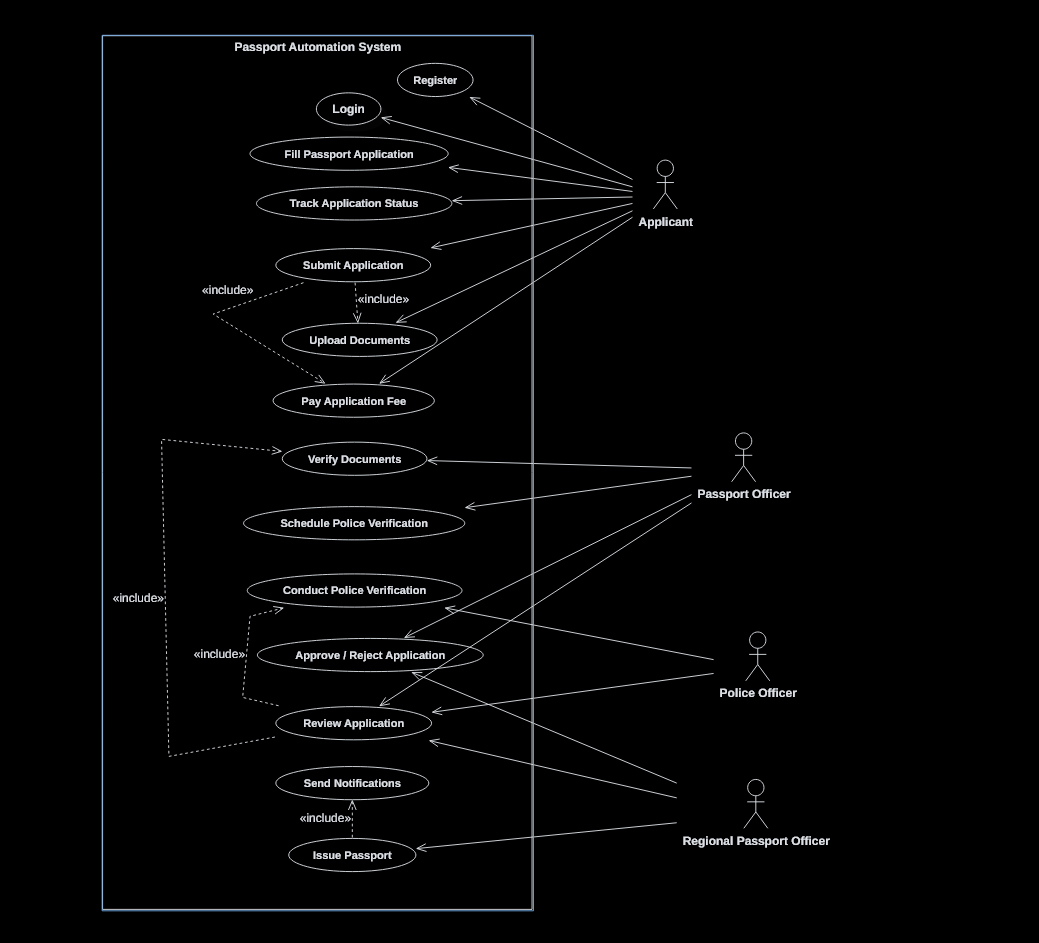 Passport Automation System
Register
Login
Fill Passport Application
Track Application Status
Applicant
Submit Application
«include»
«include»
Upload Documents
Pay Application Fee
Verify Documents
Passport Officer
Schedule Police Verification
Conduct Police Verification
«include»
«include»
Approve / Reject Application
Police Officer
Review Application
Send Notifications
«include»
Regional Passport Officer
Issue Passport